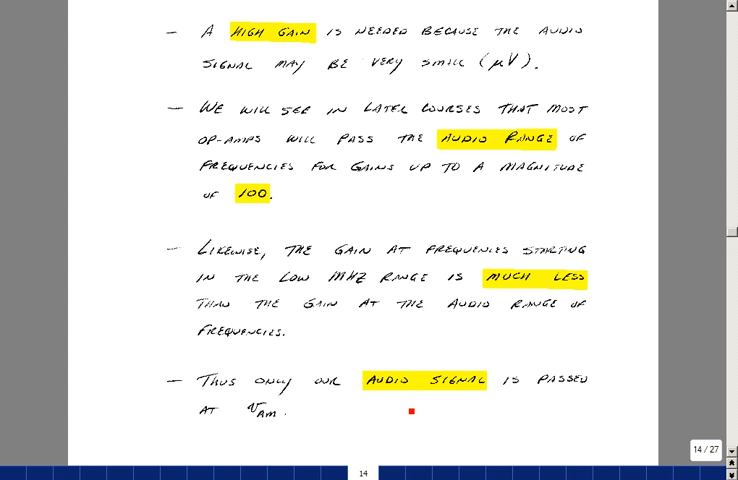 - A HIGH GAIN IS NEEDED BECAUSE THE AUDIO
SIGNAL MAY BE VERY SMALL (μV).
- WE WILL SEE IN LATER COURSES THAT MOST
OP-AMPS WILL PASS THE AUDIO RANGE OF
FREQUENCIES FOR GAINS UP TO A MAGNITUDE
OF 100.
- LIKEWISE, THE GAIN AT FREQUENCIES STARTING
IN THE LOW MHZ RANGE IS MUCH LESS
THAN THE GAIN AT THE AUDIO RANGE OF
FREQUENCIES.
- THUS ONLY OUR AUDIO SIGNAL IS PASSED
AT VAM.
14 / 27
14